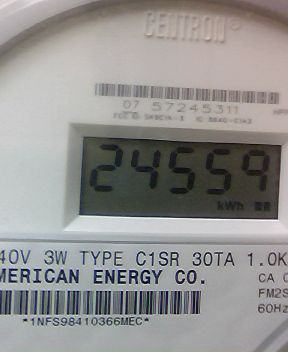 CENTRON®
07 57245311
24559
kWh
40V 3W TYPE C1SR 30TA 1.0K
MERICAN ENERGY CO.
CA
FM2S
60Hz
*1NFS98410366MEC*